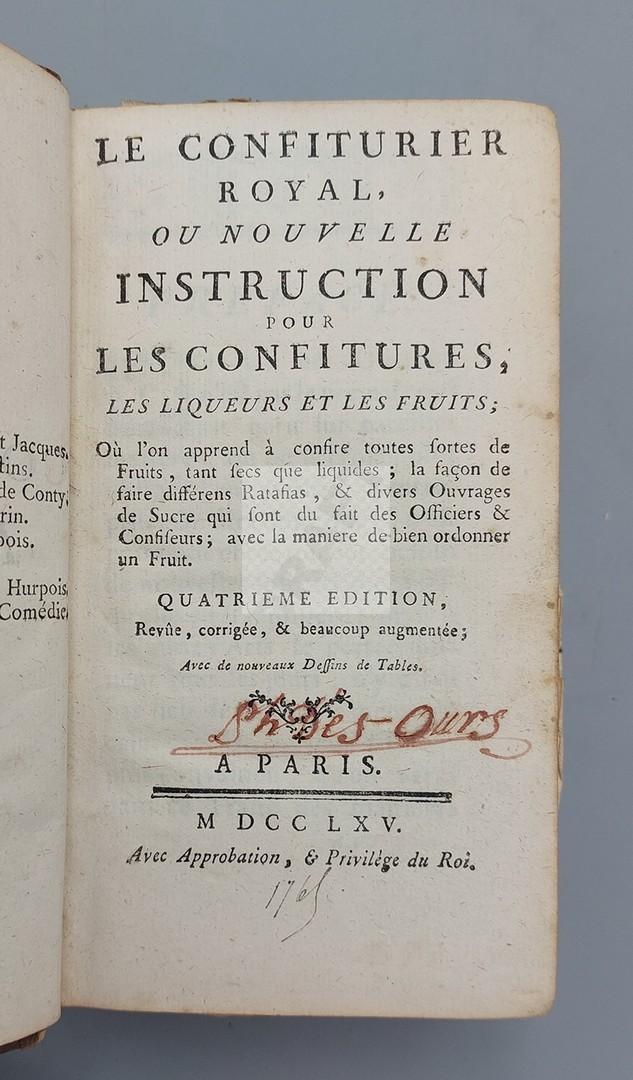 t Jacques,
tins.
de Conty,
rin.
bois.
Hurpois,
Comédie,
LE CONFITURIER
ROYAL,
OU NOUVELLE
INSTRUCTION
POUR
LES CONFITURES,
LES LIQUEURS ET LES FRUITS;
Où l'on apprend à confire toutes ſortes de
Fruits, tant ſecs que liquides; la façon de
faire différens Ratafias, & divers Ouvrages
de Sucre qui ſont du fait des Officiers &
Confiſeurs; avec la maniere de bien ordonner
un Fruit.
QUATRIEME EDITION,
Revûe, corrigée, & beaucoup augmentée;
Avec de nouveaux Deſſins de Tables.
des-Ours
A PARIS.
M DCC LXV.
Avec Approbation, & Privilége du Roi.
1765